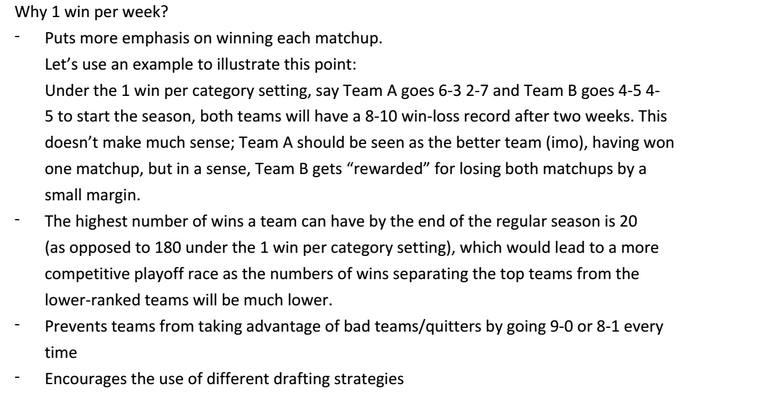 Why 1 win per week?
- Puts more emphasis on winning each matchup.
Let's use an example to illustrate this point:
Under the 1 win per category setting, say Team A goes 6-3 2-7 and Team B goes 4-5 4-
5 to start the season, both teams will have a 8-10 win-loss record after two weeks. This
doesn't make much sense; Team A should be seen as the better team (imo), having won
one matchup, but in a sense, Team B gets “rewarded” for losing both matchups by a
small margin.
- The highest number of wins a team can have by the end of the regular season is 20
(as opposed to 180 under the 1 win per category setting), which would lead to a more
competitive playoff race as the numbers of wins separating the top teams from the
lower-ranked teams will be much lower.
- Prevents teams from taking advantage of bad teams/quitters by going 9-0 or 8-1 every
time
- Encourages the use of different drafting strategies